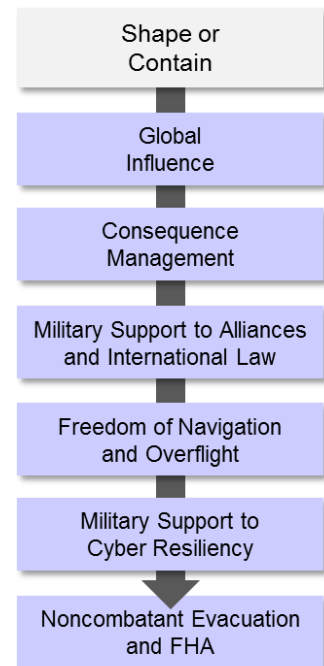 Shape or
Contain
Global
Influence
Consequence
Management
Military Support to Alliances
and International Law
Freedom of Navigation
and Overflight
Military Support to
Cyber Resiliency
Noncombatant Evacuation
and FHA